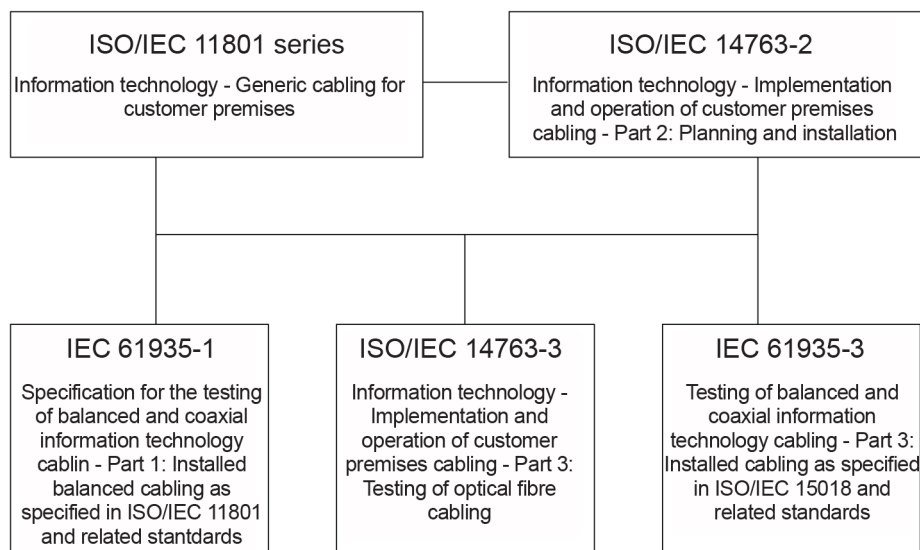 ISO/IEC 11801 series
Information technology - Generic cabling for
customer premises
ISO/IEC 14763-2
Information technology - Implementation
and operation of customer premises
cabling - Part 2: Planning and installation
IEC 61935-1
Specification for the testing
of balanced and coaxial
information technology
cablin - Part 1: Installed
balanced cabling as
specified in ISO/IEC 11801
and related stantdards
ISO/IEC 14763-3
Information technology -
Implementation and
operation of customer
premises cabling - Part 3:
Testing of optical fibre
cabling
IEC 61935-3
Testing of balanced and
coaxial information
technology cabling - Part 3:
Installed cabling as specified
in ISO/IEC 15018 and
related standards